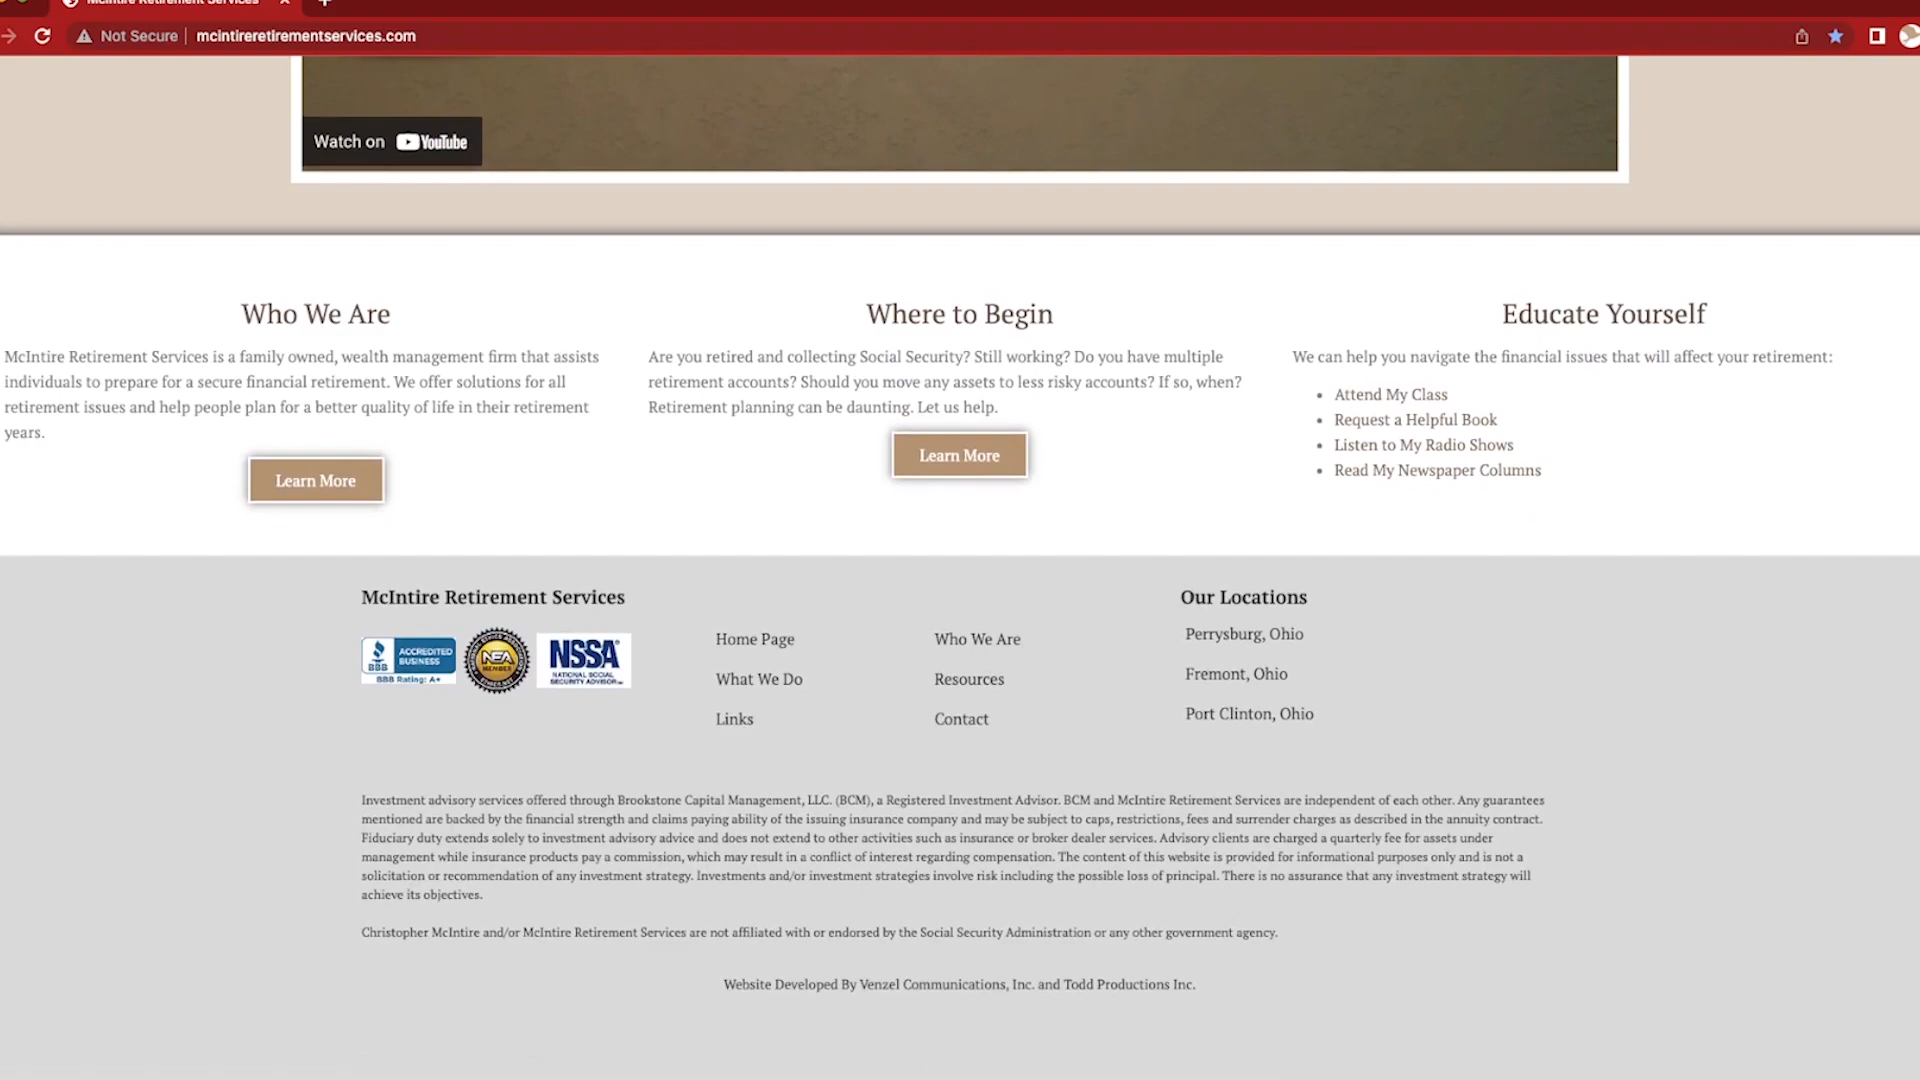 McIntire Retirement Services
Not Secure
mcintireretirementservices.com
Watch on YouTube
Who We Are
McIntire Retirement Services is a family owned, wealth management firm that assists
individuals to prepare for a secure financial retirement. We offer solutions for all
retirement issues and help people plan for a better quality of life in their retirement
years.
Learn More
Where to Begin
Are you retired and collecting Social Security? Still working? Do you have multiple
retirement accounts? Should you move any assets to less risky accounts? If so, when?
Retirement planning can be daunting. Let us help.
Learn More
Educate Yourself
We can help you navigate the financial issues that will affect your retirement:
• Attend My Class
• Request a Helpful Book
• Listen to My Radio Shows
• Read My Newspaper Columns
McIntire Retirement Services
BBB
ACCREDITED
BUSINESS
BBB Rating: A+
NEA
MEMBER
NSSA
NATIONAL SOCIAL
SECURITY ADVISOR
Home Page
What We Do
Links
Who We Are
Resources
Contact
Our Locations
Perrysburg, Ohio
Fremont, Ohio
Port Clinton, Ohio
Investment advisory services offered through Brookstone Capital Management, LLC. (BCM), a Registered Investment Advisor. BCM and McIntire Retirement Services are independent of each other. Any guarantees
mentioned are backed by the financial strength and claims paying ability of the issuing insurance company and may be subject to caps, restrictions, fees and surrender charges as described in the annuity contract.
Fiduciary duty extends solely to investment advisory advice and does not extend to other activities such as insurance or broker dealer services. Advisory clients are charged a quarterly fee for assets under
management while insurance products pay a commission, which may result in a conflict of interest regarding compensation. The content of this website is provided for informational purposes only and is not a
solicitation or recommendation of any investment strategy. Investments and/or investment strategies involve risk including the possible loss of principal. There is no assurance that any investment strategy will
achieve its objectives.
Christopher McIntire and/or McIntire Retirement Services are not affiliated with or endorsed by the Social Security Administration or any other government agency.
Website Developed By Venzel Communications, Inc. and Todd Productions Inc.